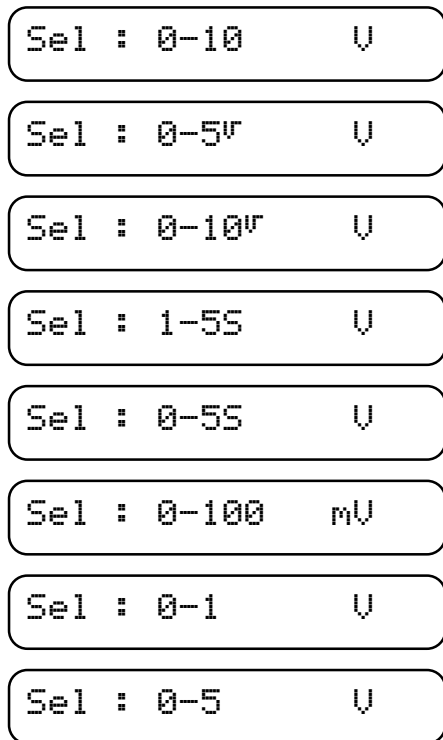 Sel : 0-10 V
Sel : 0-5√ V
Sel : 0-10√ V
Sel : 1-5S V
Sel : 0-5S V
Sel : 0-100 mV
Sel : 0-1 V
Sel : 0-5 V